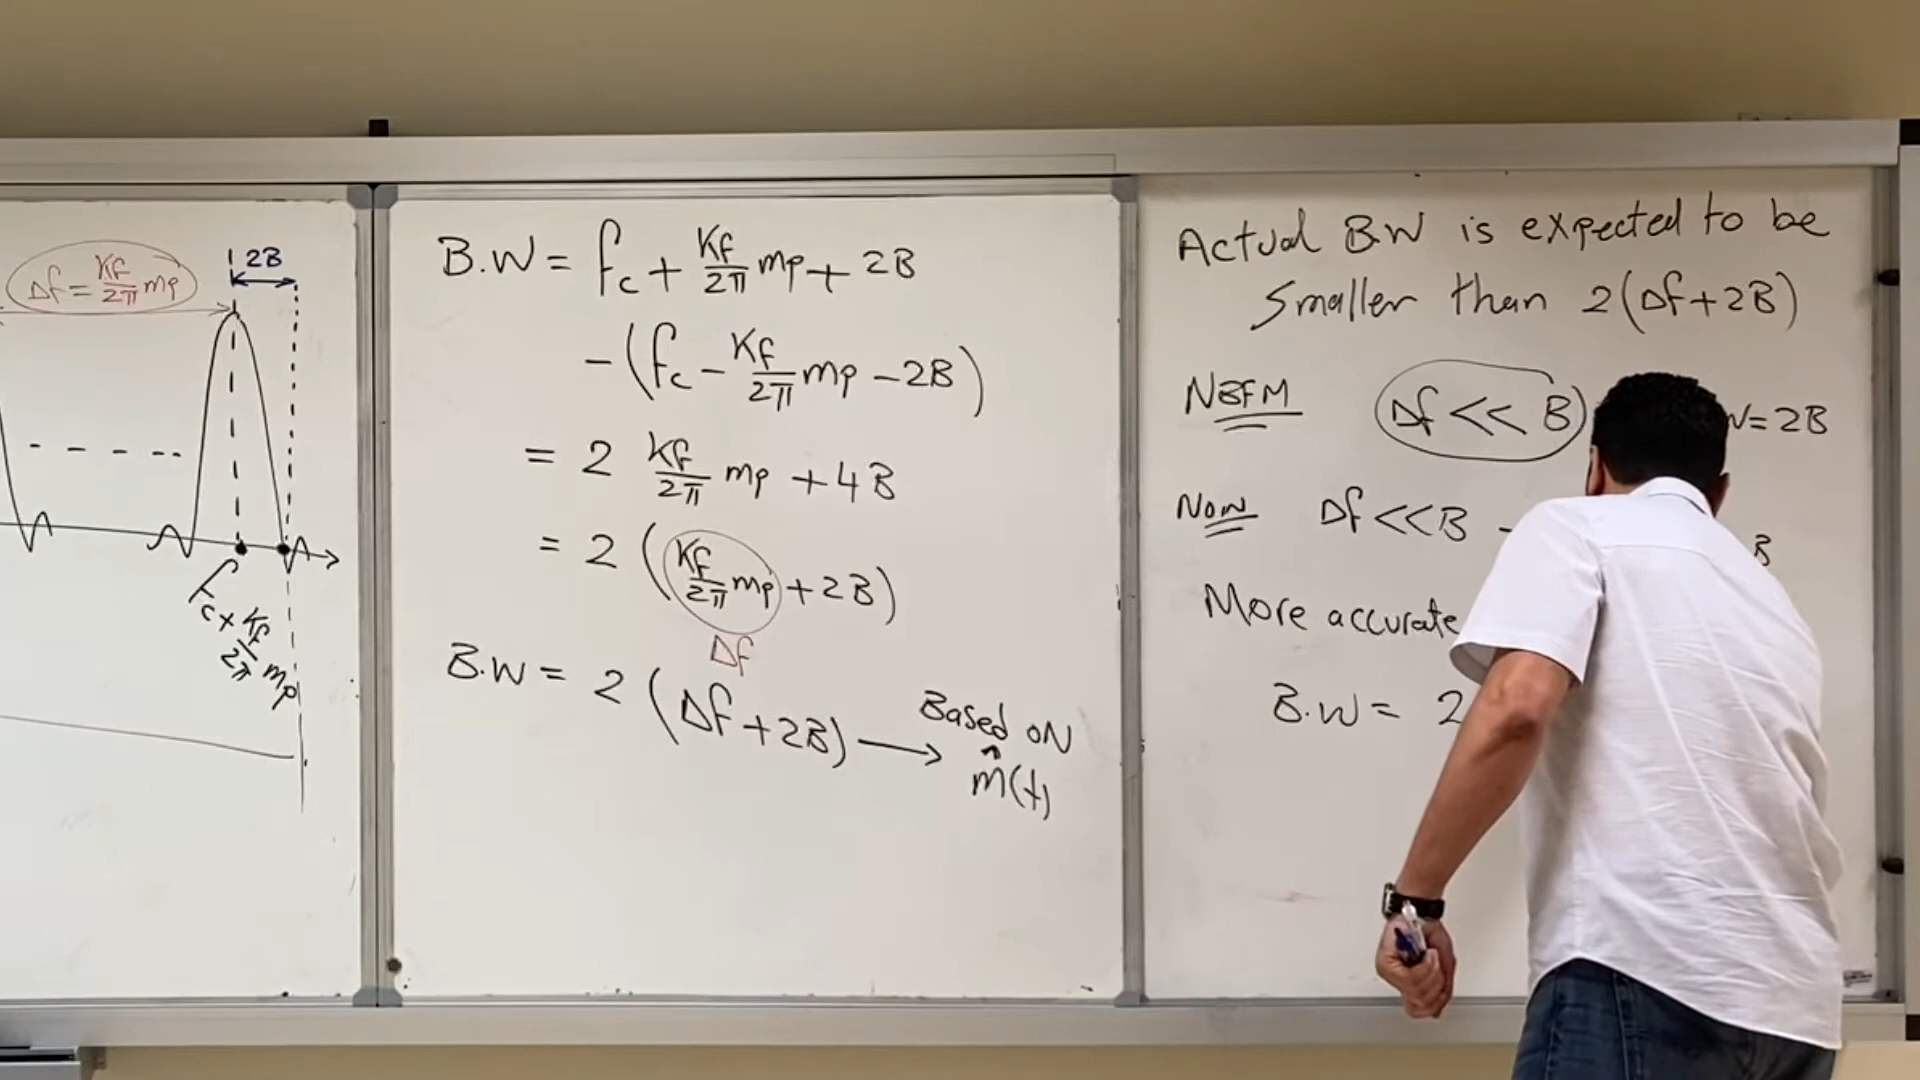 Δf = Kf/2π mp
2B
fc + Kf/2π mp
B.W = fc + Kf/2π mp + 2B
- (fc - Kf/2π mp - 2B)
= 2 Kf/2π mp + 4B
= 2 (Kf/2π mp + 2B)
Δf
B.W = 2 (Δf + 2B) → Based ON
m̂(t)
Actual B.W is expected to be
smaller than 2(Δf + 2B)
NBFM Δf << B = 2B
Now Δf << B B
More accurate
B.W = 2